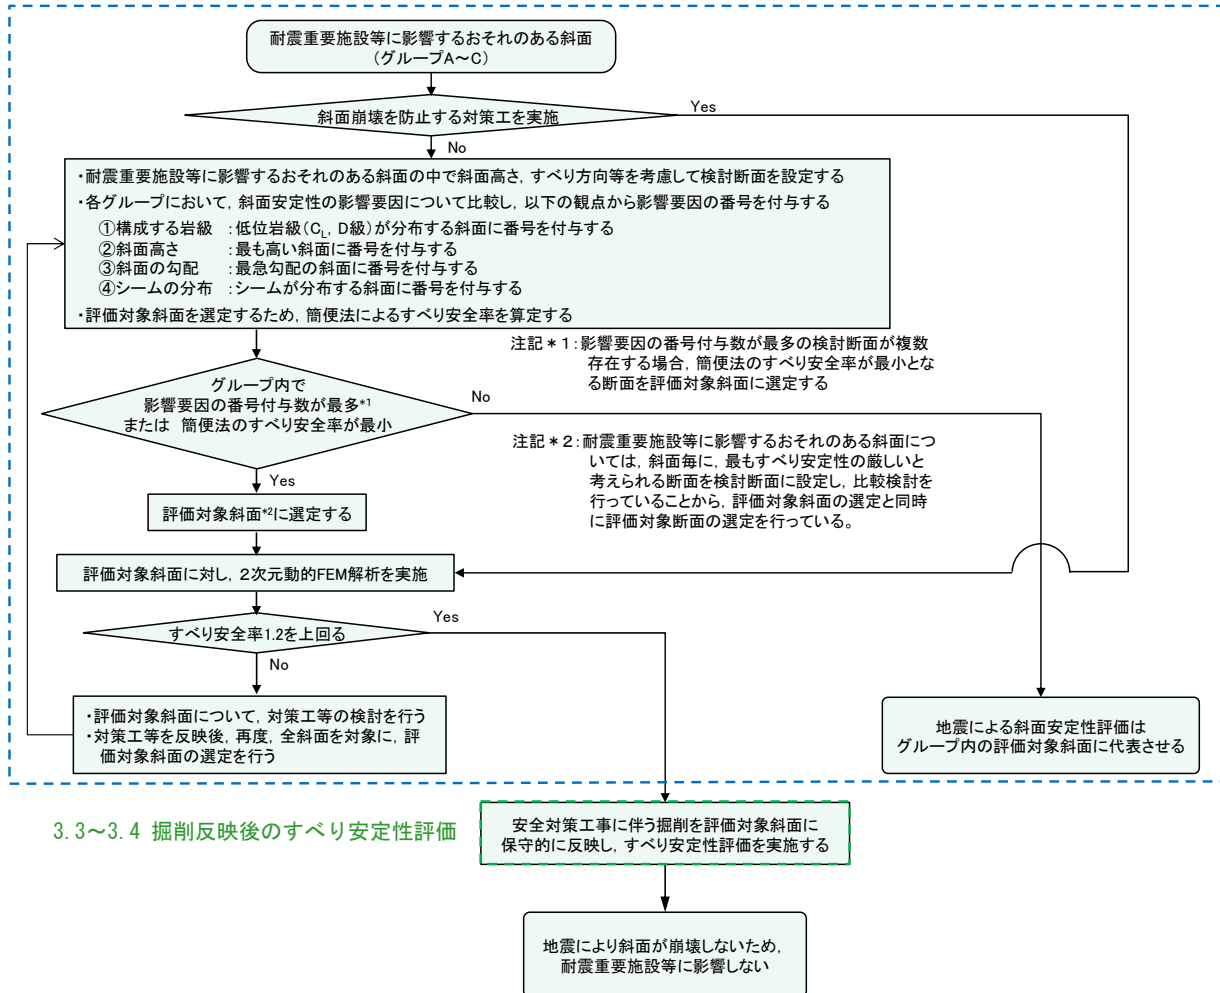 耐震重要施設等に影響するおそれのある斜面
（グループA～C）
斜面崩壊を防止する対策工を実施
Yes
No
・耐震重要施設等に影響するおそれのある斜面の中で斜面高さ，すべり方向等を考慮して検討断面を設定する
・各グループにおいて，斜面安定性の影響要因について比較し，以下の観点から影響要因の番号を付与する
①構成する岩級　：低位岩級（CL，D級）が分布する斜面に番号を付与する
②斜面高さ　：最も高い斜面に番号を付与する
③斜面の勾配　：最急勾配の斜面に番号を付与する
④シームの分布　：シームが分布する斜面に番号を付与する
・評価対象斜面を選定するため，簡便法によるすべり安全率を算定する
注記＊１：影響要因の番号付与数が最多の検討断面が複数
存在する場合，簡便法のすべり安全率が最小とな
る断面を評価対象斜面に選定する
グループ内で
影響要因の番号付与数が最多*1
または　簡便法のすべり安全率が最小
No
注記＊２：耐震重要施設等に影響するおそれのある斜面につ
いては，斜面毎に，最もすべり安定性の厳しいと
考えられる断面を検討断面に設定し，比較検討を
行っていることから，評価対象斜面の選定と同時
に評価対象断面の選定を行っている。
Yes
評価対象斜面*2に選定する
評価対象斜面に対し，２次元動的FEM解析を実施
すべり安全率1.2を上回る
Yes
No
・評価対象斜面について，対策工等の検討を行う
・対策工等を反映後，再度，全斜面を対象に，評
価対象斜面の選定を行う
地震による斜面安定性評価は
グループ内の評価対象斜面に代表させる
3.3～3.4 掘削反映後のすべり安定性評価
安全対策工事に伴う掘削を評価対象斜面に
保守的に反映し，すべり安定性評価を実施する
地震により斜面が崩壊しないため，
耐震重要施設等に影響しない